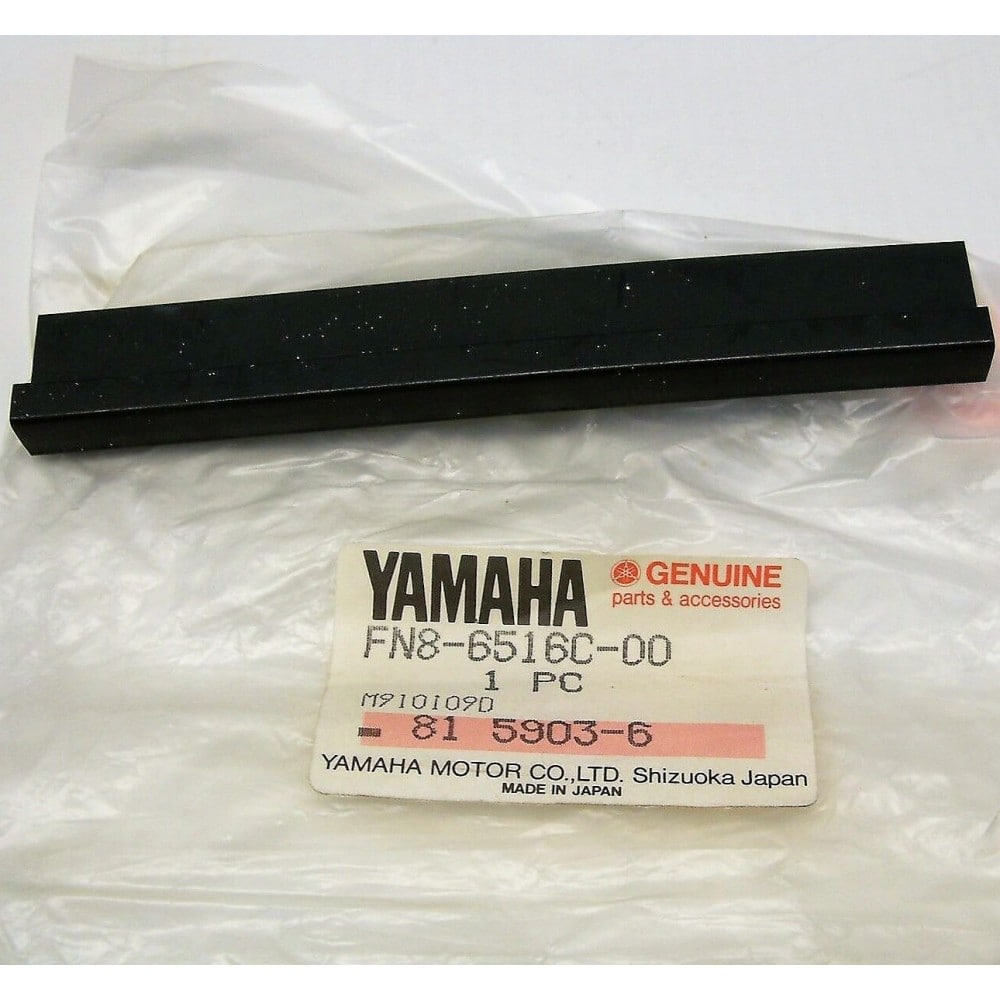 YAMAHA GENUINE
parts & accessories
FN8-6516C-00
1 PC
M910109D
- 81 5903-6
YAMAHA MOTOR CO.,LTD. Shizuoka Japan
MADE IN JAPAN